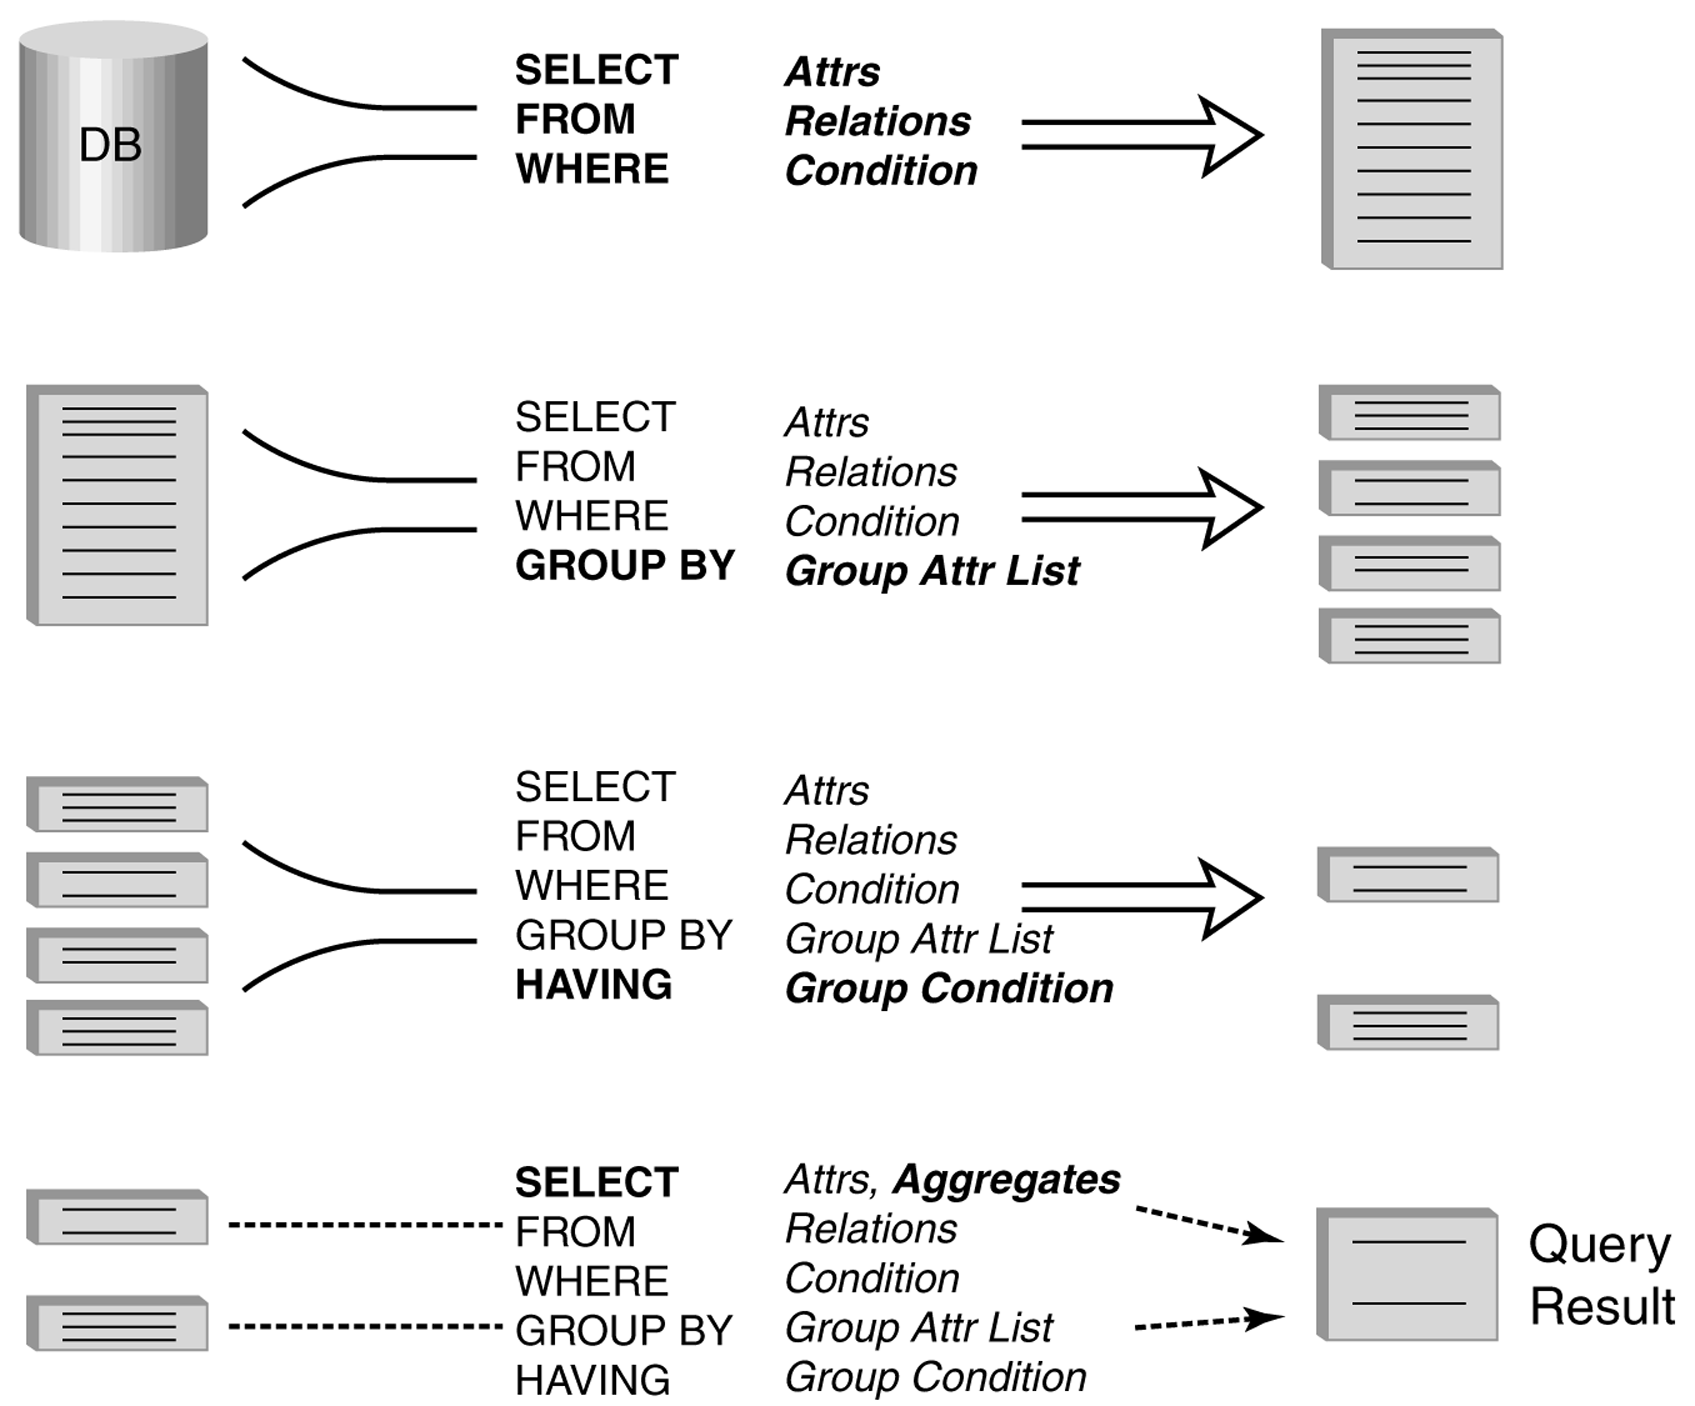 DB
SELECT Attrs
FROM Relations
WHERE Condition
SELECT Attrs
FROM Relations
WHERE Condition
GROUP BY Group Attr List
SELECT Attrs
FROM Relations
WHERE Condition
GROUP BY Group Attr List
HAVING Group Condition
SELECT Attrs, Aggregates
FROM Relations
WHERE Condition
GROUP BY Group Attr List
HAVING Group Condition
Query
Result